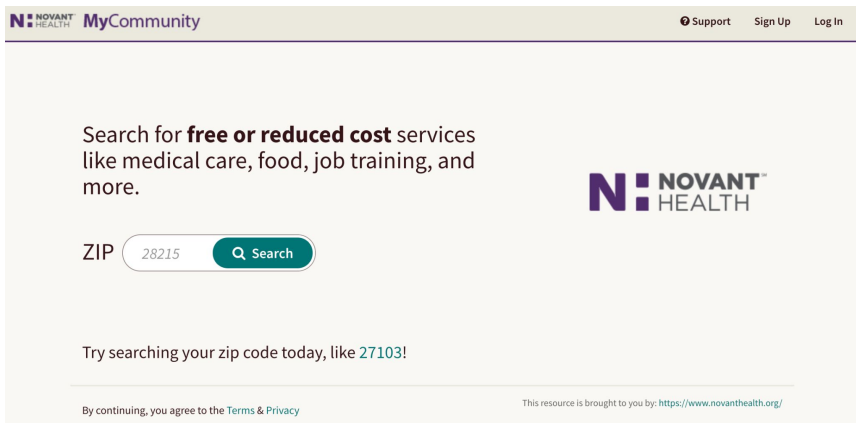 NOVANT HEALTH MyCommunity
Support Sign Up Log In
Search for free or reduced cost services
like medical care, food, job training, and
more.
NOVANT™
HEALTH
ZIP 28215 Search
Try searching your zip code today, like 27103!
By continuing, you agree to the Terms & Privacy
This resource is brought to you by: https://www.novanthealth.org/